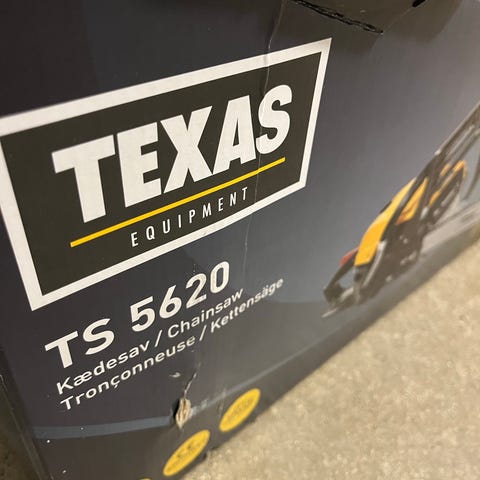 TEXAS
EQUIPMENT
TS 5620
Kædesav / Chainsaw
Tronçonneuse / Kettensäge